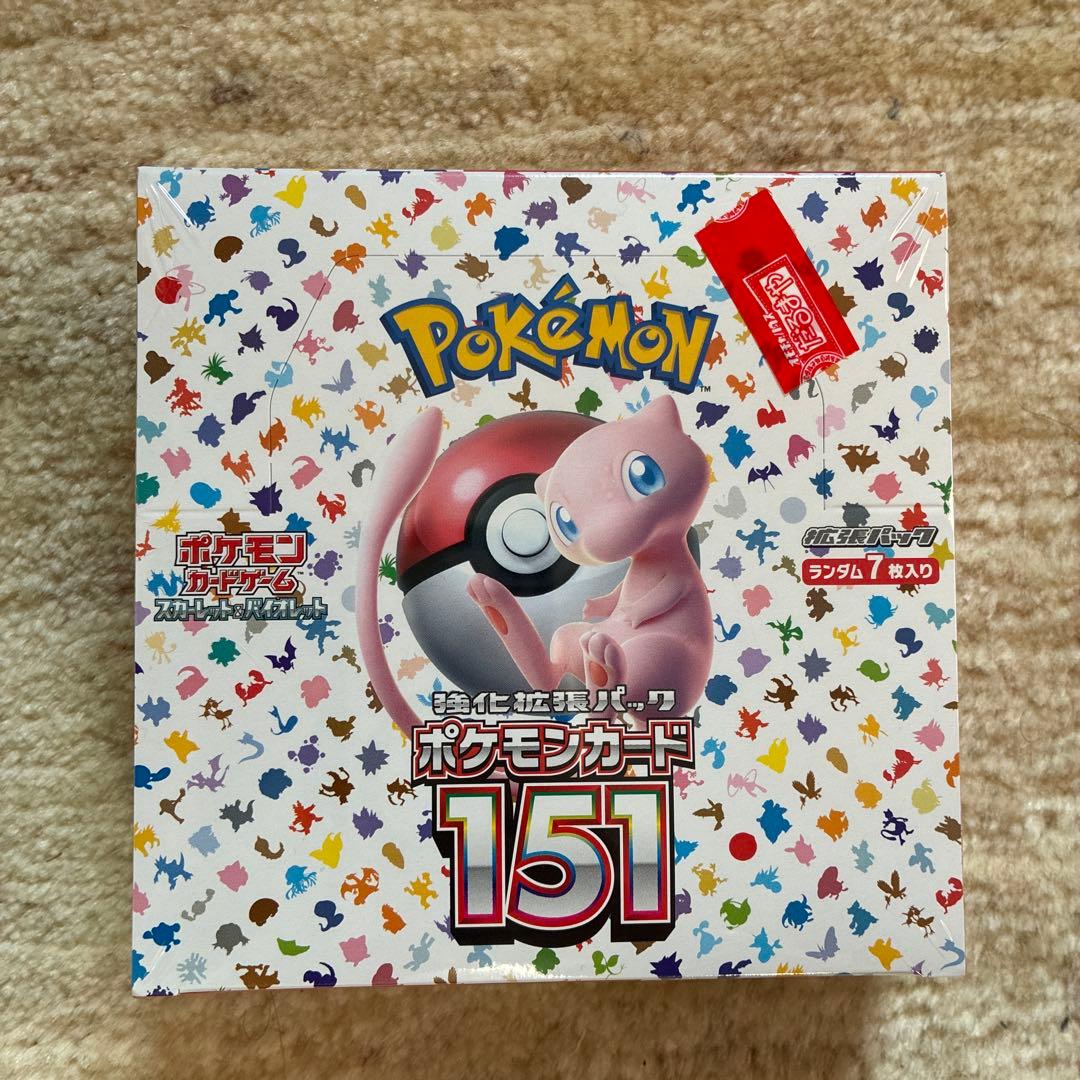 POKéMON
TM
ポケモン
カードゲーム
スカーレット&バイオレット
拡張パック
ランダム7枚入り
強化拡張パック
ポケモンカード
151